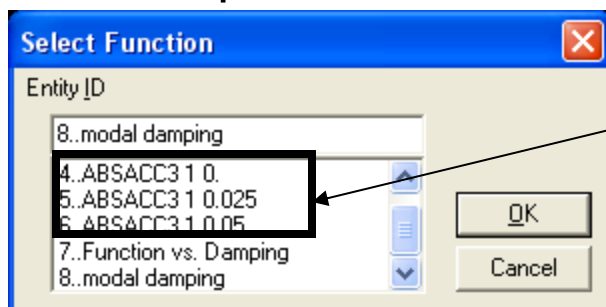 Select Function
Entity ID
8..modal damping
4..ABSACC3 1 0.
5..ABSACC3 1 0.025
6..ABSACC3 1 0.05
7..Function vs. Damping
8..modal damping
OK
Cancel